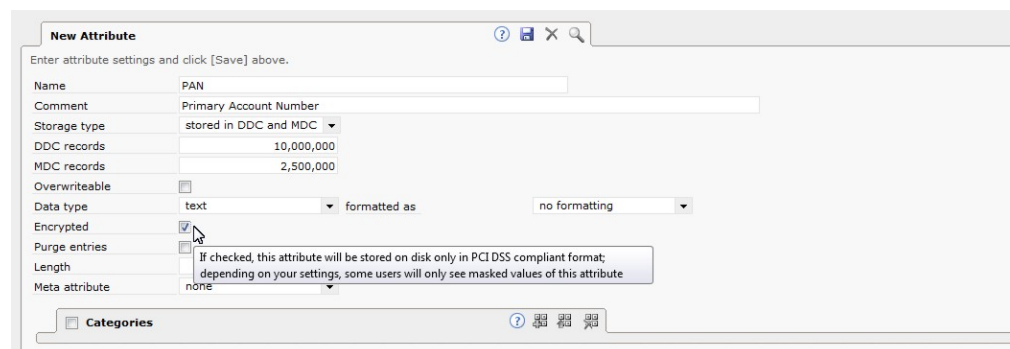 New Attribute
Enter attribute settings and click [Save] above.
Name PAN
Comment Primary Account Number
Storage type stored in DDC and MDC
DDC records 10,000,000
MDC records 2,500,000
Overwriteable
Data type text formatted as no formatting
Encrypted
Purge entries
If checked, this attribute will be stored on disk only in PCI DSS compliant format;
Length
depending on your settings, some users will only see masked values of this attribute
Meta attribute none
Categories